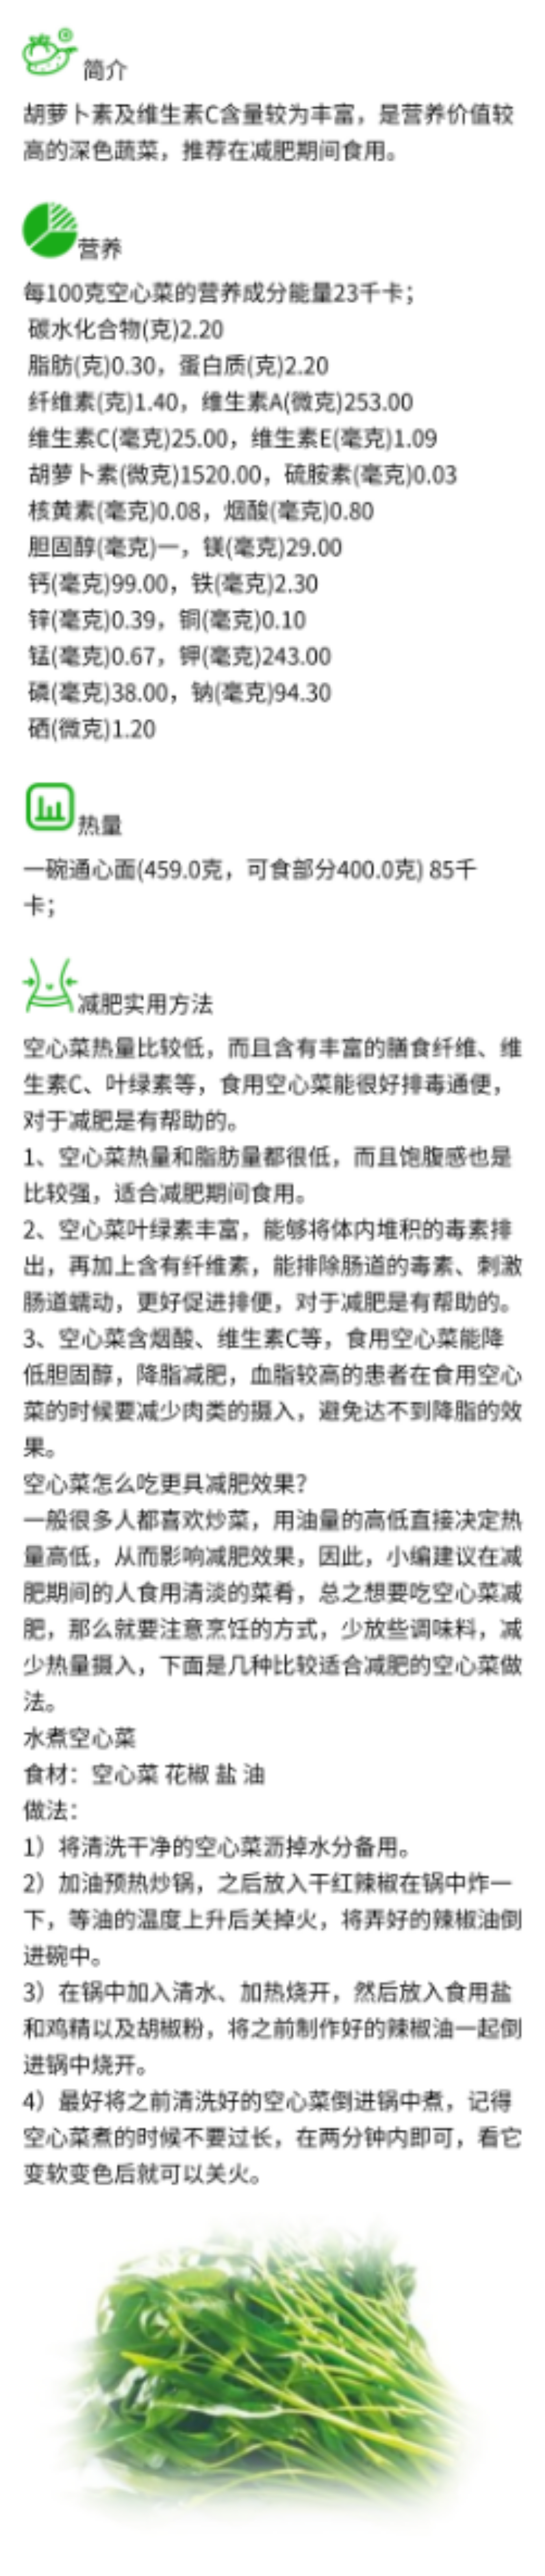 简介
胡萝卜素及维生素C含量较为丰富，是营养价值较
高的深色蔬菜，推荐在减肥期间食用。
营养
每100克空心菜的营养成分能量23千卡；
碳水化合物(克)2.20
脂肪(克)0.30，蛋白质(克)2.20
纤维素(克)1.40，维生素A(微克)253.00
维生素C(毫克)25.00，维生素E(毫克)1.09
胡萝卜素(微克)1520.00，硫胺素(毫克)0.03
核黄素(毫克)0.08，烟酸(毫克)0.80
胆固醇(毫克)一，镁(毫克)29.00
钙(毫克)99.00，铁(毫克)2.30
锌(毫克)0.39，铜(毫克)0.10
锰(毫克)0.67，钾(毫克)243.00
磷(毫克)38.00，钠(毫克)94.30
硒(微克)1.20
热量
一碗通心面(459.0克，可食部分400.0克) 85千
卡；
减肥实用方法
空心菜热量比较低，而且含有丰富的膳食纤维、维
生素C、叶绿素等，食用空心菜能很好排毒通便，
对于减肥是有帮助的。
1、空心菜热量和脂肪量都很低，而且饱腹感也是
比较强，适合减肥期间食用。
2、空心菜叶绿素丰富，能够将体内堆积的毒素排
出，再加上含有纤维素，能排除肠道的毒素、刺激
肠道蠕动，更好促进排便，对于减肥是有帮助的。
3、空心菜含烟酸、维生素C等，食用空心菜能降
低胆固醇，降脂减肥，血脂较高的患者在食用空心
菜的时候要减少肉类的摄入，避免达不到降脂的效
果。
空心菜怎么吃更具减肥效果？
一般很多人都喜欢炒菜，用油量的高低直接决定热
量高低，从而影响减肥效果，因此，小编建议在减
肥期间的人食用清淡的菜肴，总之想要吃空心菜减
肥，那么就要注意烹饪的方式，少放些调味料，减
少热量摄入，下面是几种比较适合减肥的空心菜做
法。
水煮空心菜
食材：空心菜 花椒 盐 油
做法：
1）将清洗干净的空心菜沥掉水分备用。
2）加油预热炒锅，之后放入干红辣椒在锅中炸一
下，等油的温度上升后关掉火，将弄好的辣椒油倒
进碗中。
3）在锅中加入清水、加热烧开，然后放入食用盐
和鸡精以及胡椒粉，将之前制作好的辣椒油一起倒
进锅中烧开。
4）最好将之前清洗好的空心菜倒进锅中煮，记得
空心菜煮的时候不要过长，在两分钟内即可，看它
变软变色后就可以关火。